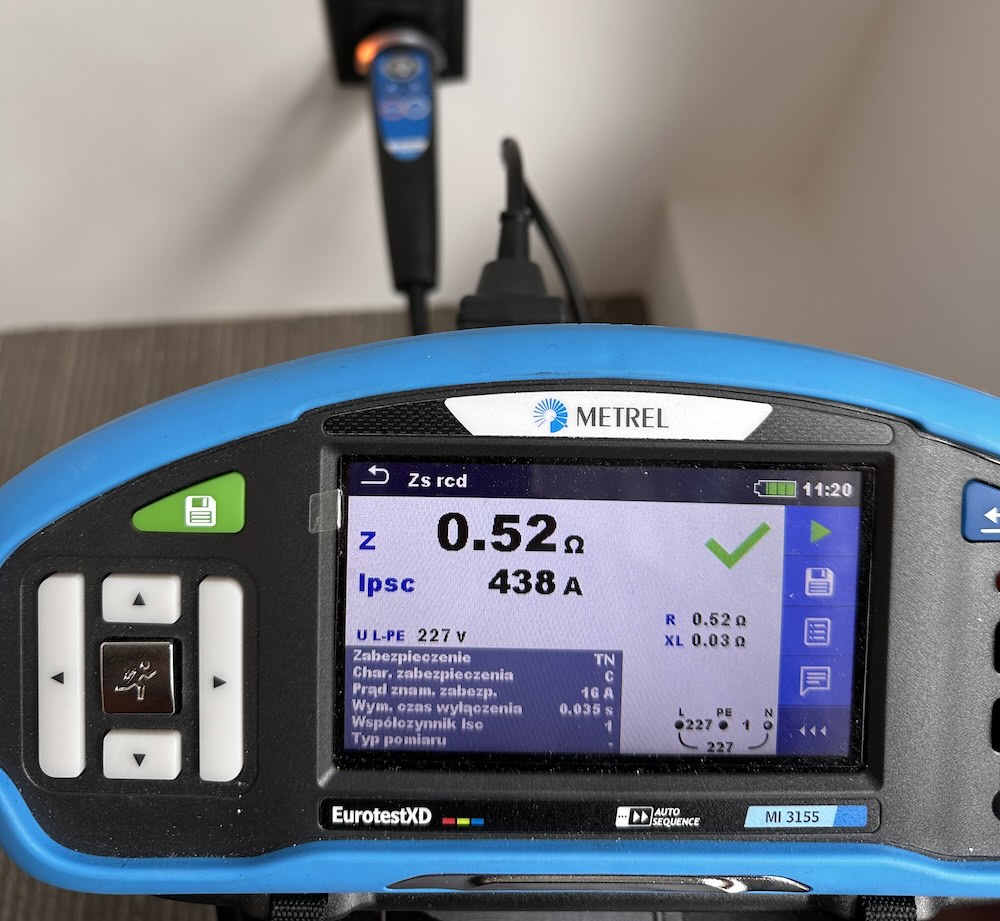 METREL
Zs rcd
11:20
Z 0.52 Ω
Ipsc 438 A
U L-PE 227 V
R 0.52 Ω
XL 0.03 Ω
Zabezpieczenie TN
Char. zabezpieczenia C
Prąd znam. zabezp. 16 A
Wym. czas wyłączenia 0.035 s
Współczynnik Isc 1
Typ pomiaru -
L PE N
227 1
227
EurotestXD
AUTO
SEQUENCE
MI 3155